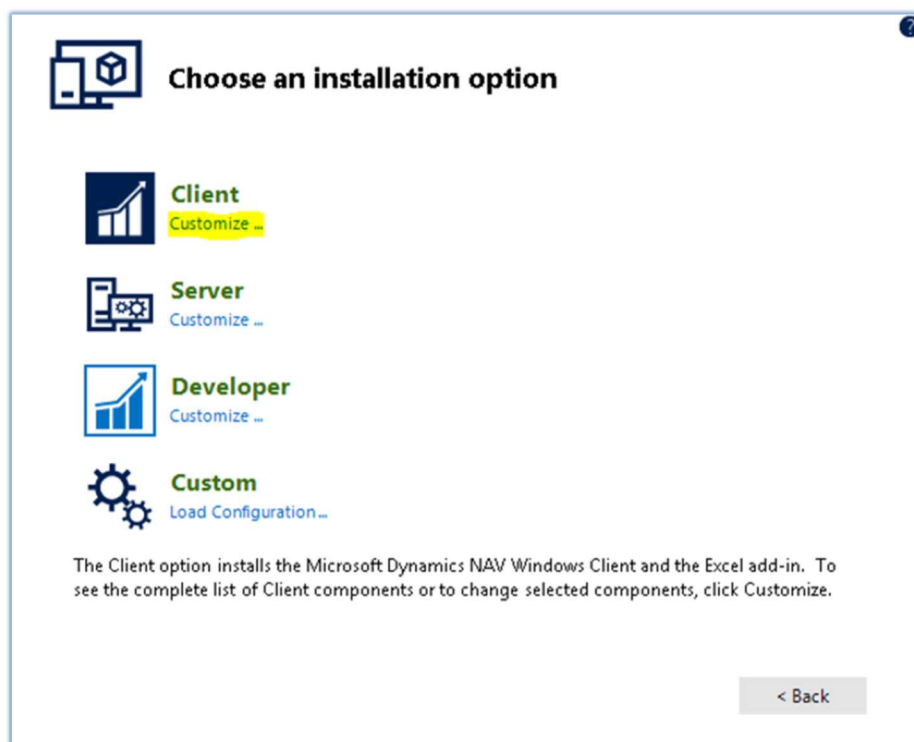 ?
Choose an installation option
Client
Customize ...
Server
Customize ...
Developer
Customize ...
Custom
Load Configuration...
The Client option installs the Microsoft Dynamics NAV Windows Client and the Excel add-in. To
see the complete list of Client components or to change selected components, click Customize.
< Back